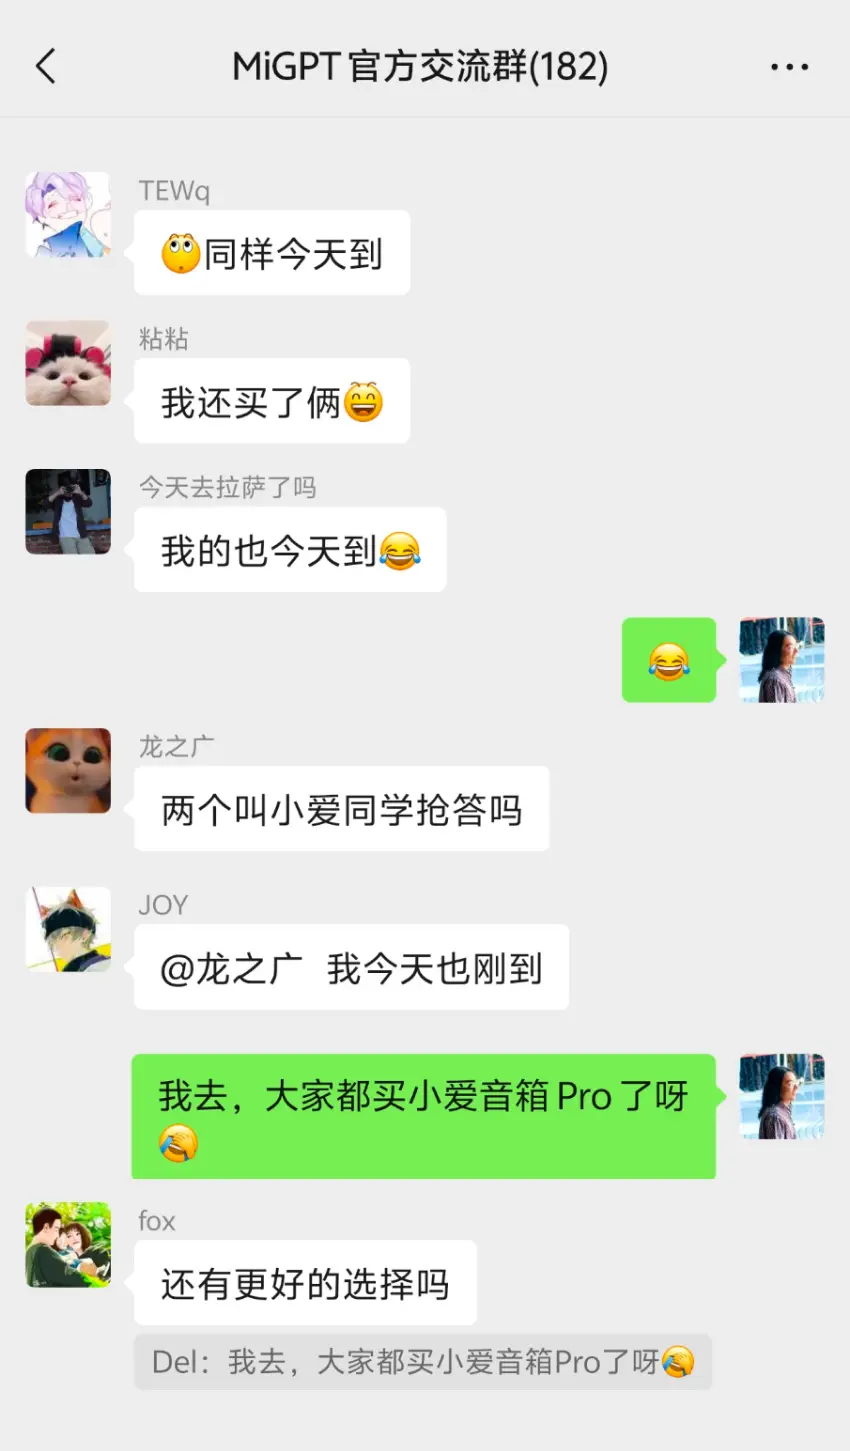 MiGPT 官方交流群(182)
TEWq
😯同样今天到
粘粘
我还买了俩😄
今天去拉萨了吗
我的也今天到😂
😂
龙之广
两个叫小爱同学抢答吗
JOY
@龙之广 我今天也刚到
我去，大家都买小爱音箱 Pro 了呀
🤣
fox
还有更好的选择吗
Del：我去，大家都买小爱音箱Pro了呀🤣